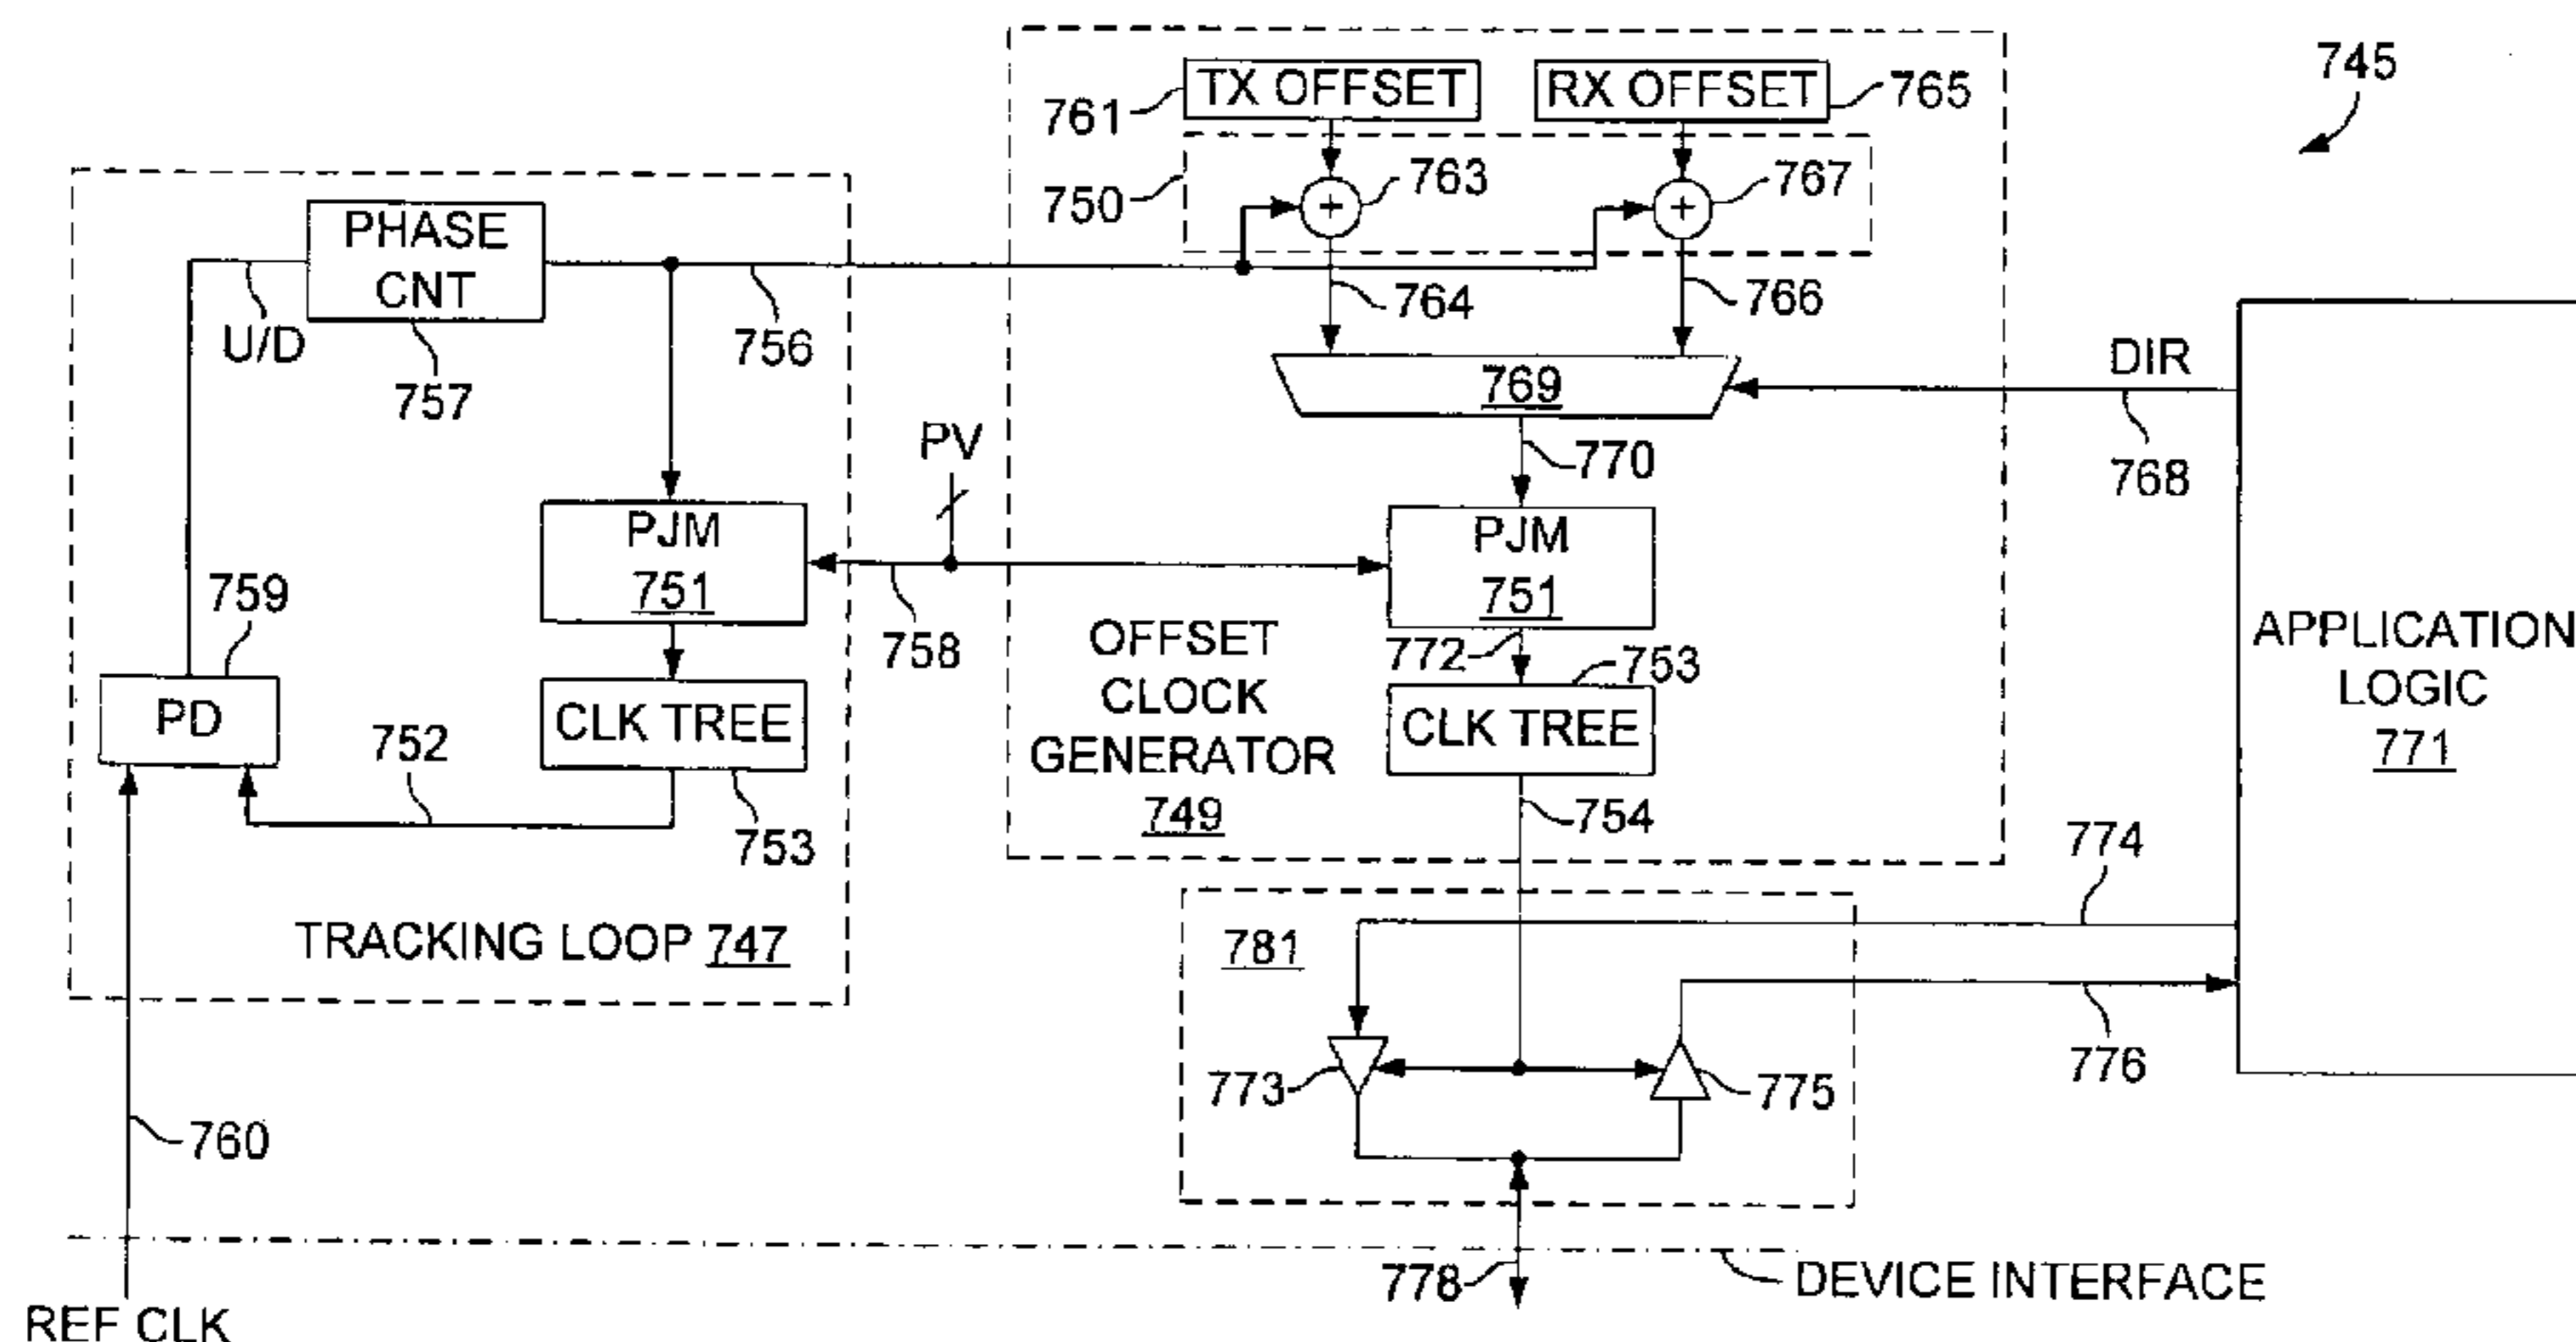 745
TX OFFSET
RX OFFSET
761
765
750
763
767
PHASE
CNT
U/D
757
756
764
766
769
DIR
768
770
PV
PJM
751
PJM
751
758
759
PD
752
CLK TREE
753
772
753
CLK TREE
OFFSET
CLOCK
GENERATOR
749
754
APPLICATION
LOGIC
771
TRACKING LOOP 747
774
781
776
773
775
760
778
DEVICE INTERFACE
REF CLK